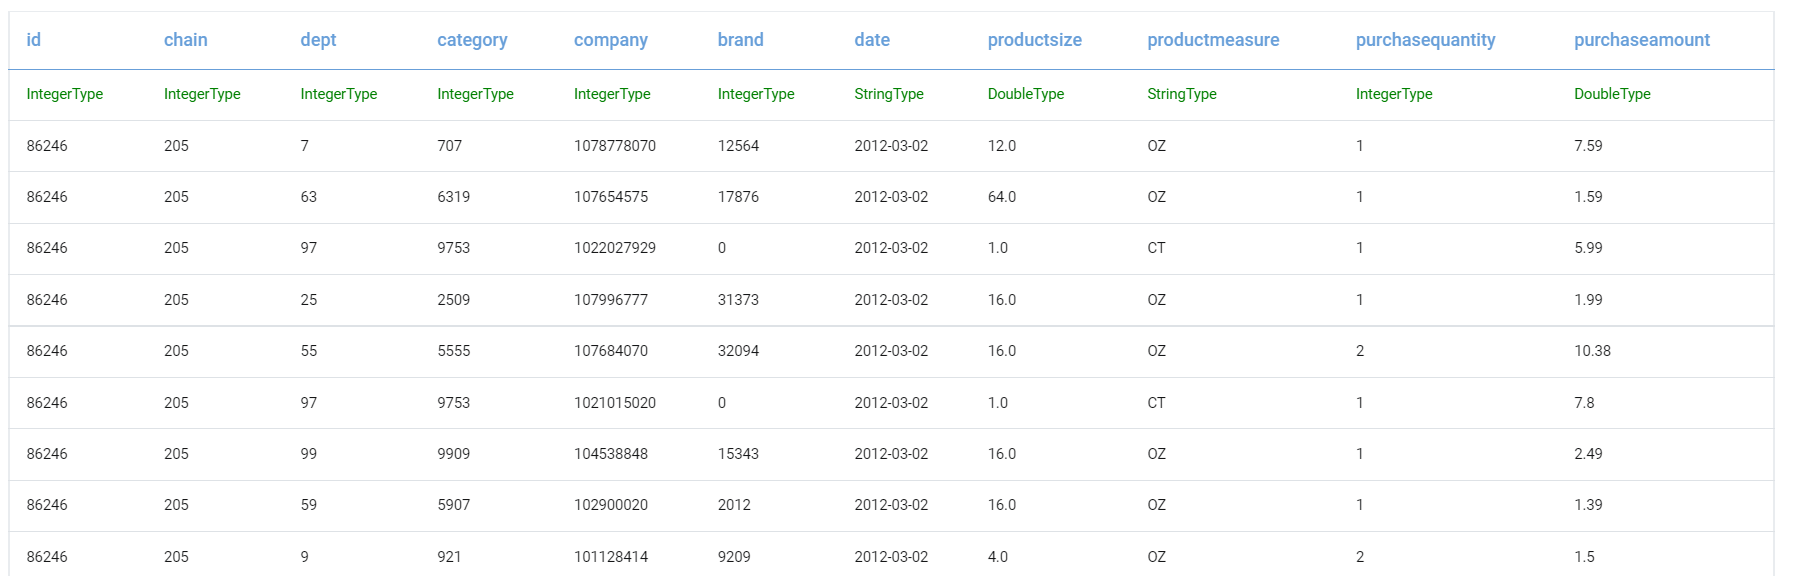 id chain dept category company brand date productsize productmeasure purchasequantity purchaseamount
IntegerType IntegerType IntegerType IntegerType IntegerType IntegerType StringType DoubleType StringType IntegerType DoubleType
86246 205 7 707 1078778070 12564 2012-03-02 12.0 OZ 1 7.59
86246 205 63 6319 107654575 17876 2012-03-02 64.0 OZ 1 1.59
86246 205 97 9753 1022027929 0 2012-03-02 1.0 CT 1 5.99
86246 205 25 2509 107996777 31373 2012-03-02 16.0 OZ 1 1.99
86246 205 55 5555 107684070 32094 2012-03-02 16.0 OZ 2 10.38
86246 205 97 9753 1021015020 0 2012-03-02 1.0 CT 1 7.8
86246 205 99 9909 104538848 15343 2012-03-02 16.0 OZ 1 2.49
86246 205 59 5907 102900020 2012 2012-03-02 16.0 OZ 1 1.39
86246 205 9 921 101128414 9209 2012-03-02 4.0 OZ 2 1.5